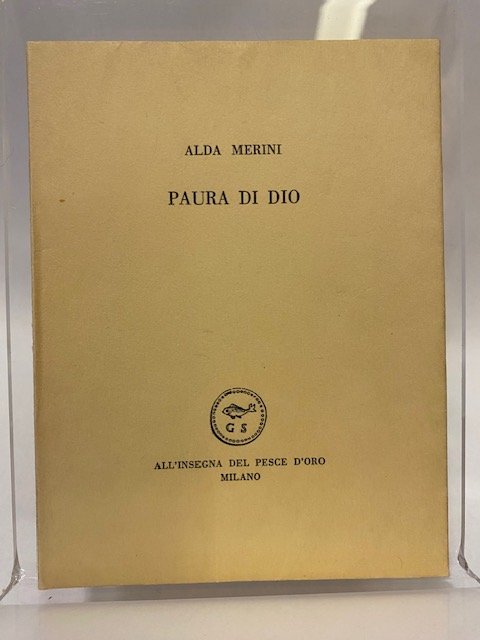 ALDA MERINI
PAURA DI DIO
G S
ALL'INSEGNA DEL PESCE D'ORO
MILANO